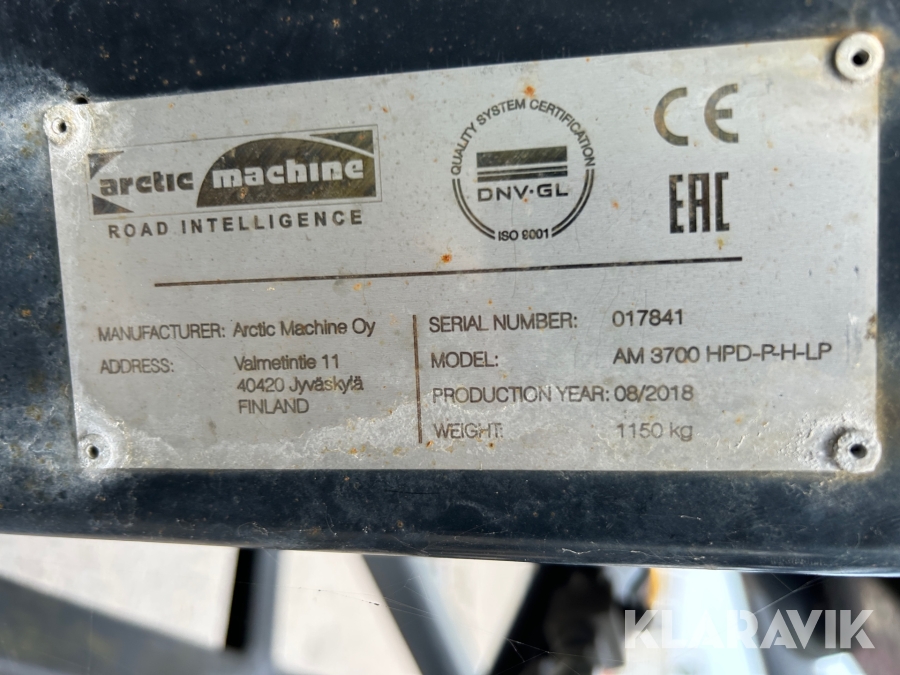 arctic machine
ROAD INTELLIGENCE
QUALITY SYSTEM CERTIFICATION
DNV·GL
ISO 9001
CE
EAC
MANUFACTURER: Arctic Machine Oy
ADDRESS: Valmetintie 11
40420 Jyväskylä
FINLAND
SERIAL NUMBER: 017841
MODEL: AM 3700 HPD-P-H-LP
PRODUCTION YEAR: 08/2018
WEIGHT: 1150 kg
KLARAVIK